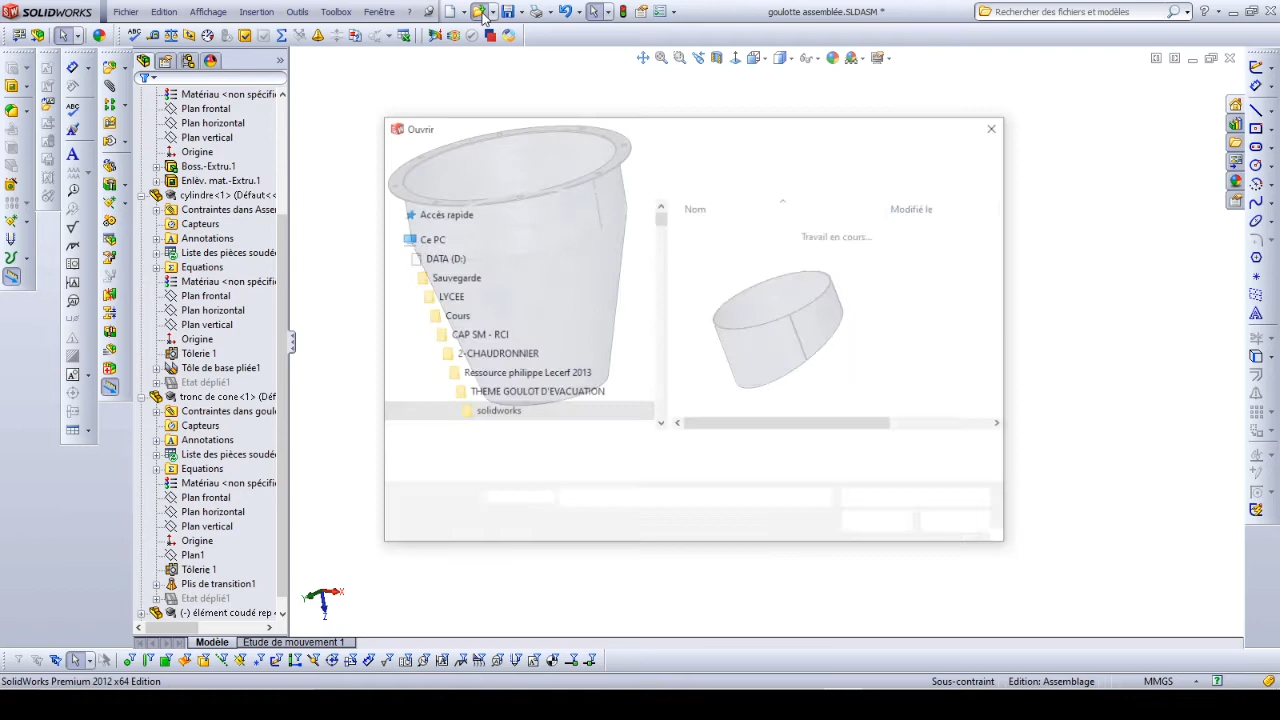 SOLIDWORKS
Fichier Edition Affichage Insertion Outils Toolbox Fenêtre ?
goulotte assemblée.SLDASM *
Rechercher des fichiers et modèles
Ouvrir
Accès rapide
Ce PC
DATA (D:)
Sauvegarde
LYCEE
Cours
CAP SM - RCI
2-CHAUDRONNIER
Ressource philippe Lecerf 2013
THEME GOULOT D'EVACUATION
solidworks
Nom
Modifié le
Travail en cours...
Matériau <non spécifi
Plan frontal
Plan horizontal
Plan vertical
Origine
Boss.-Extru.1
Enlèv. mat.-Extru.1
cylindre<1> (Défaut<<
Contraintes dans Asser
Capteurs
Annotations
Liste des pièces soudée
Equations
Matériau <non spécifi
Plan frontal
Plan horizontal
Plan vertical
Origine
Tôlerie 1
Tôle de base pliée1
Etat déplié1
tronc de cone<1> (Défa
Contraintes dans goulo
Capteurs
Annotations
Liste des pièces soudée
Equations
Matériau <non spécifi
Plan frontal
Plan horizontal
Plan vertical
Origine
Plan1
Tôlerie 1
Plis de transition1
Etat déplié1
(-) élément coudé rep
X
Y
Z
Modèle
Etude de mouvement 1
SolidWorks Premium 2012 x64 Edition
Sous-contraint
Edition: Assemblage
MMGS